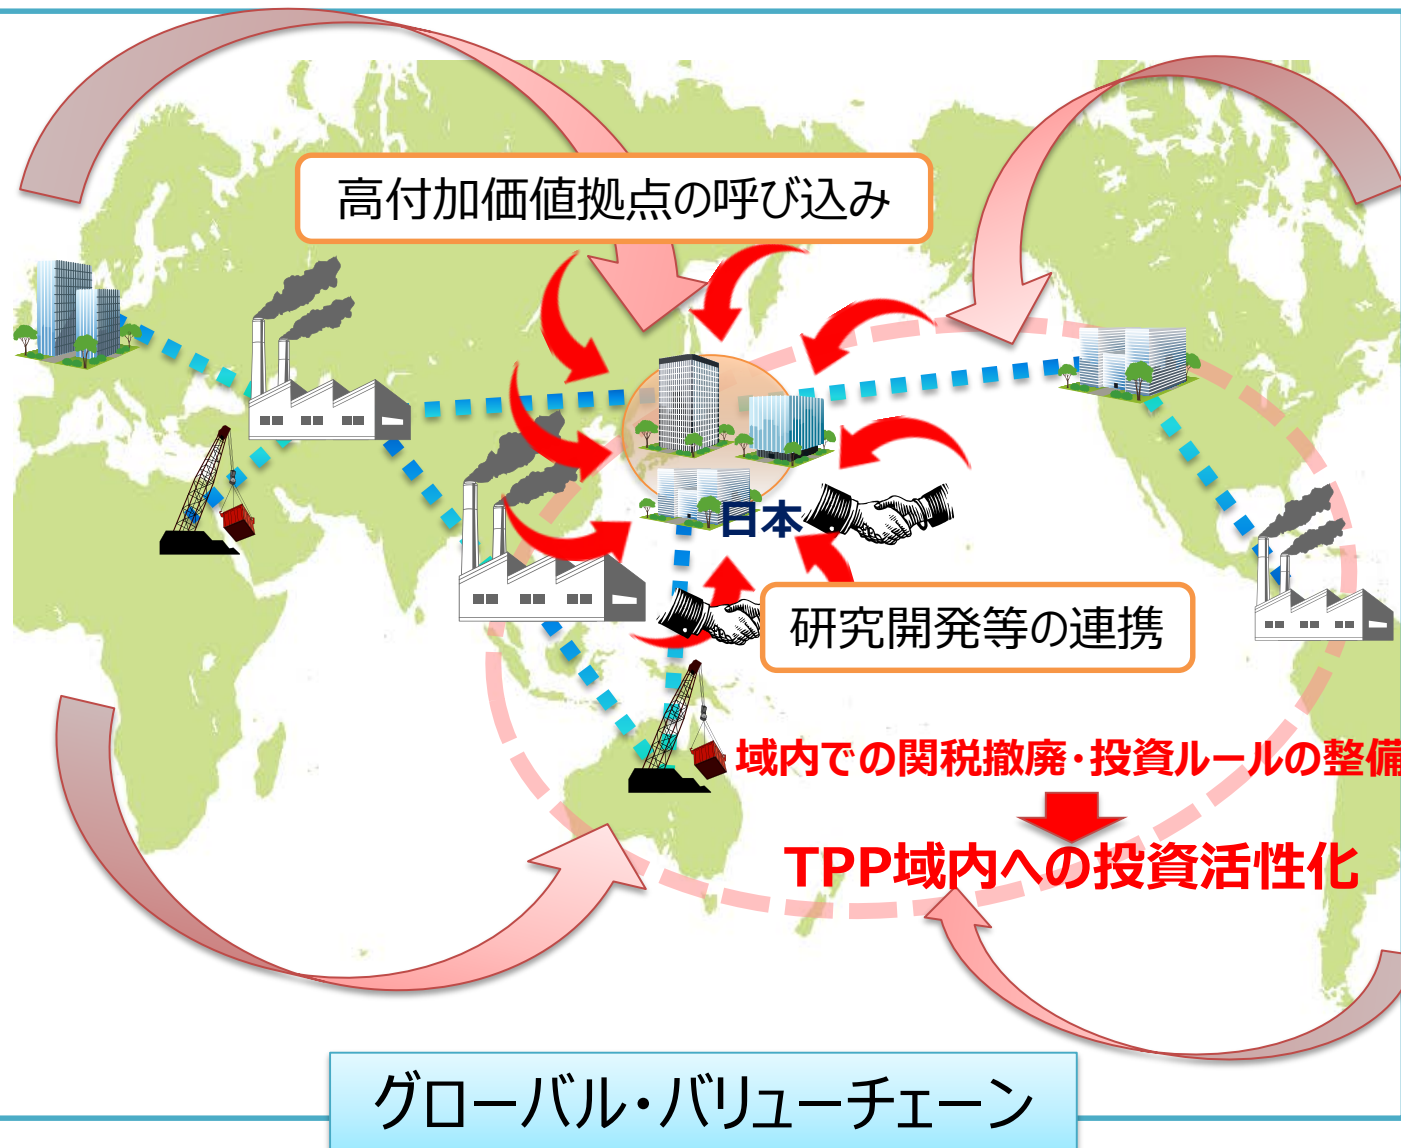 高付加価値拠点の呼び込み
日本
研究開発等の連携
域内での関税撤廃・投資ルールの整備
TPP域内への投資活性化
グローバル・バリューチェーン